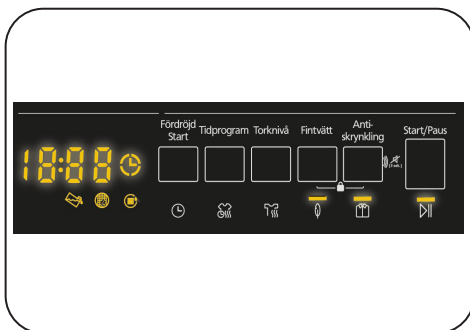 Fördröjd
Start
Tidprogram
Torknivå
Fintvätt
Anti-
skrynkling
Start/Paus
18:88